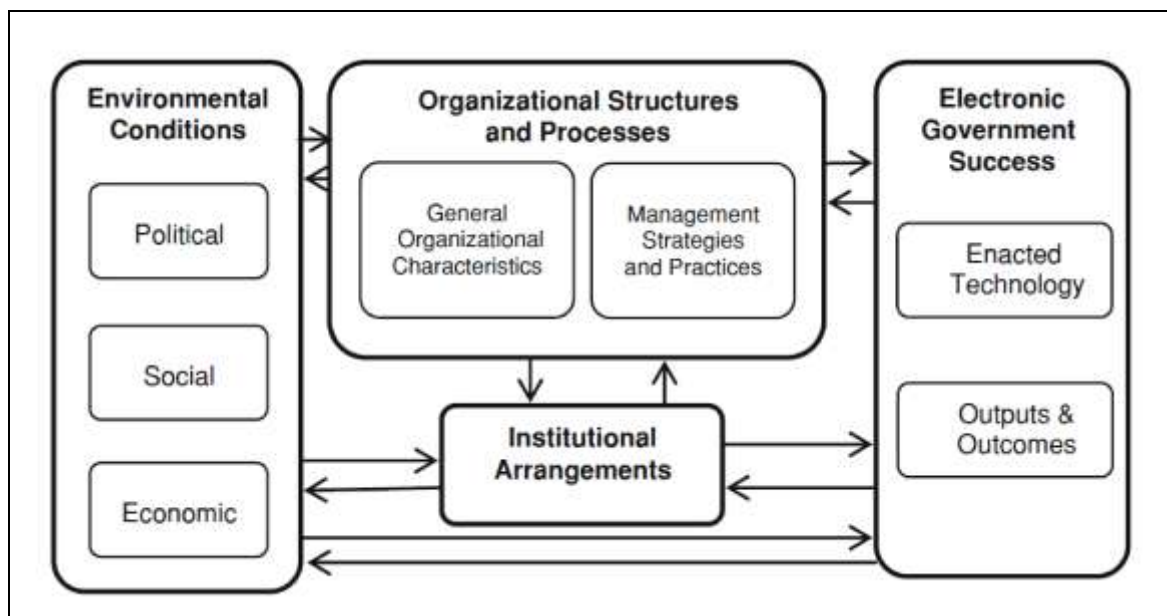 Environmental
Conditions
Political
Social
Economic
Organizational Structures
and Processes
General
Organizational
Characteristics
Management
Strategies
and Practices
Institutional
Arrangements
Electronic
Government
Success
Enacted
Technology
Outputs &
Outcomes